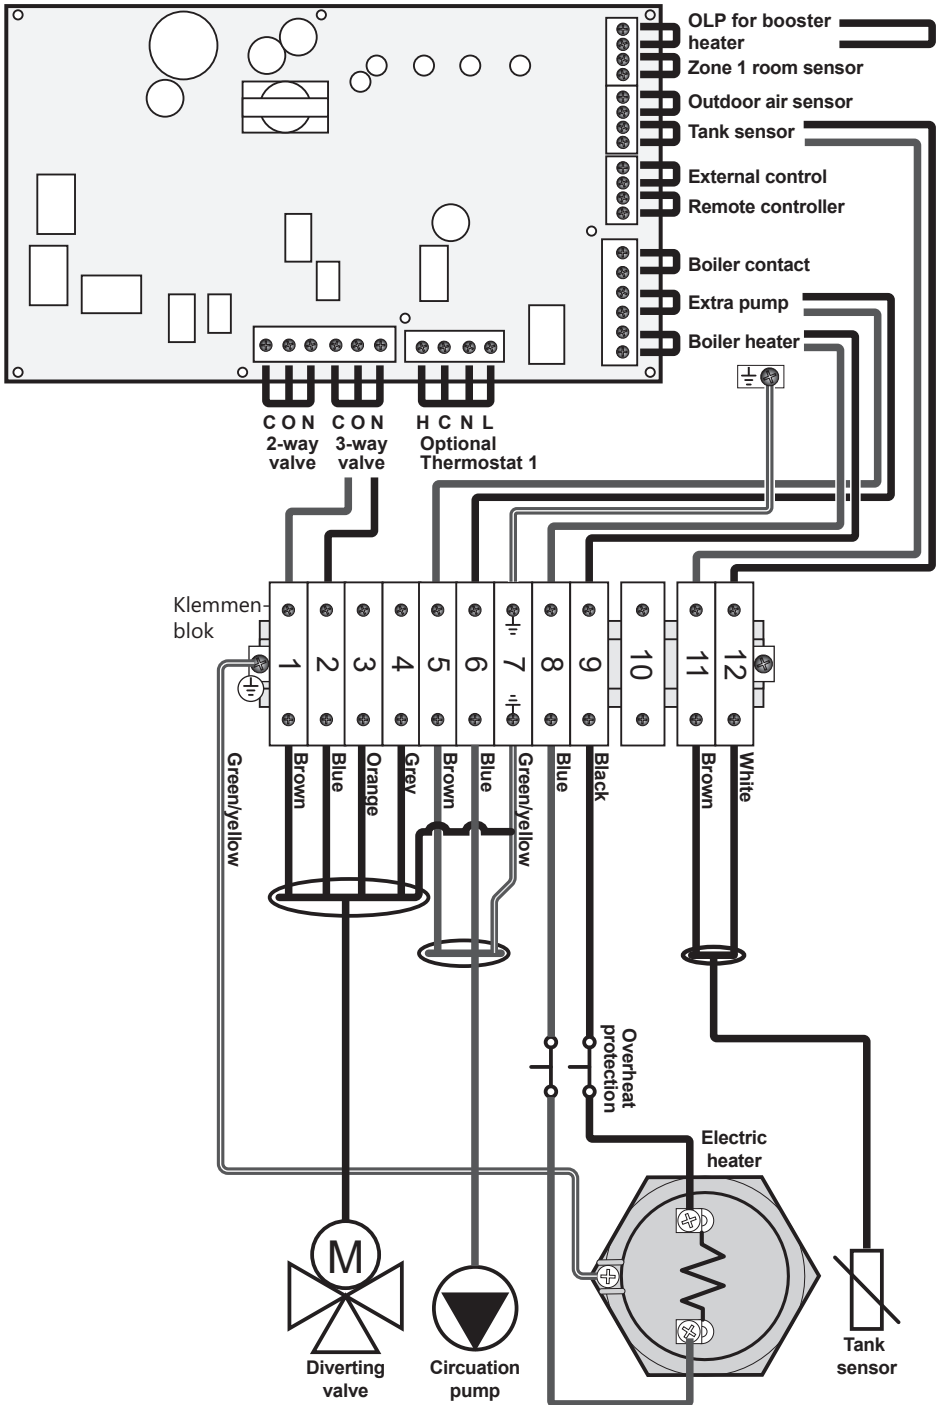 OLP for booster
heater
Zone 1 room sensor
Outdoor air sensor
Tank sensor
External control
Remote controller
Boiler contact
Extra pump
Boiler heater
C O N C O N H C N L
2-way
valve
3-way
valve
Optional
Thermostat 1
Klemmen-
blok
1 2 3 4 5 6 7 8 9 10 11 12
Green/yellow
Brown
Blue
Orange
Grey
Brown
Blue
Green/yellow
Blue
Black
Brown
White
Overheat
protection
Electric
heater
M
Diverting
valve
Circuation
pump
Tank
sensor